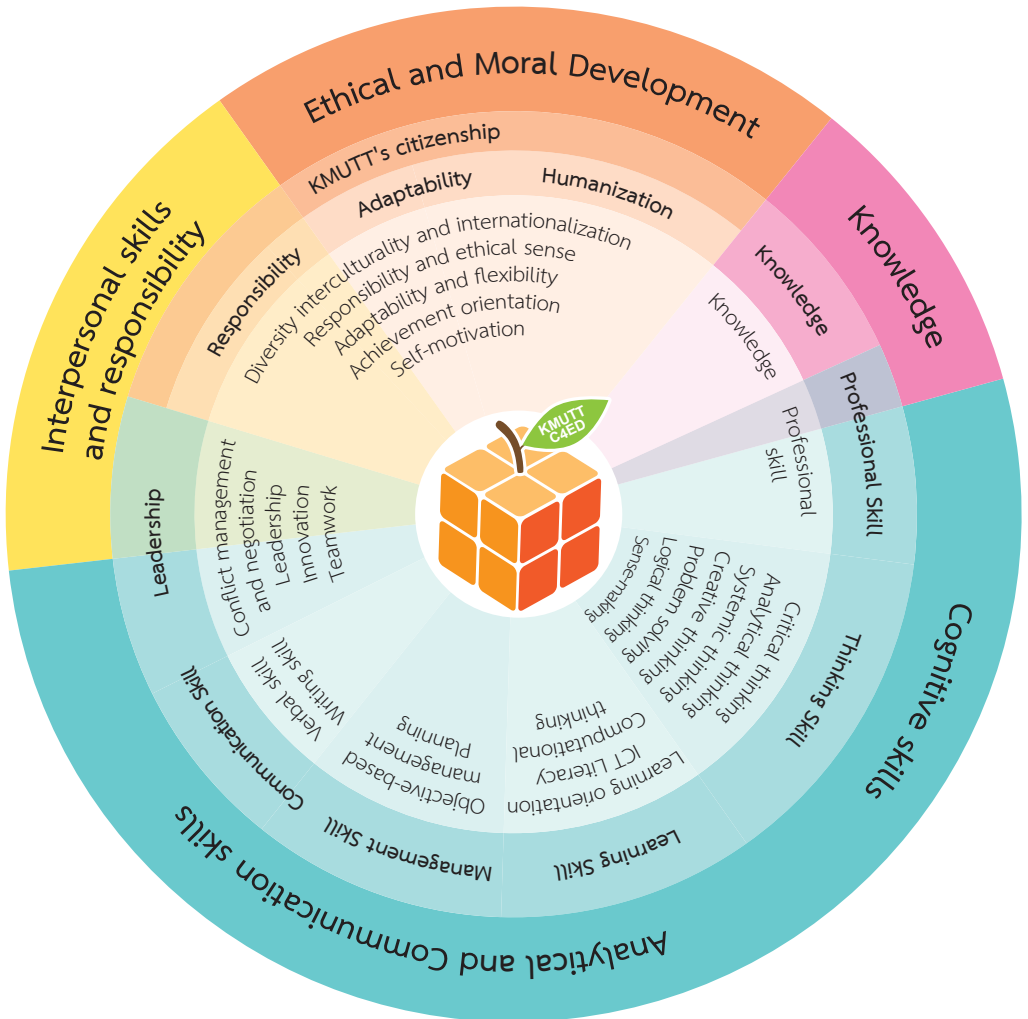 Ethical and Moral Development
KMUTT's citizenship
Adaptability
Humanization
Diversity interculturality and internationalization
Responsibility and ethical sense
Adaptability and flexibility
Achievement orientation
Self-motivation
Knowledge
Knowledge
Knowledge
Professional Skill
Professional
skill
Cognitive skills
Thinking Skill
Critical thinking
Analytical thinking
Systemic thinking
Creative thinking
Problem solving
Logical thinking
Sense-making
Learning Skill
Learning orientation
ICT Literacy
Computational
thinking
Analytical and Communication skills
Management Skill
Objective-based
management
Planning
Communication Skill
Verbal skill
Writing skill
Leadership
Conflict management
and negotiation
Leadership
Innovation
Teamwork
Interpersonal skills
and responsibility
Responsibility
KMUTT
C4ED